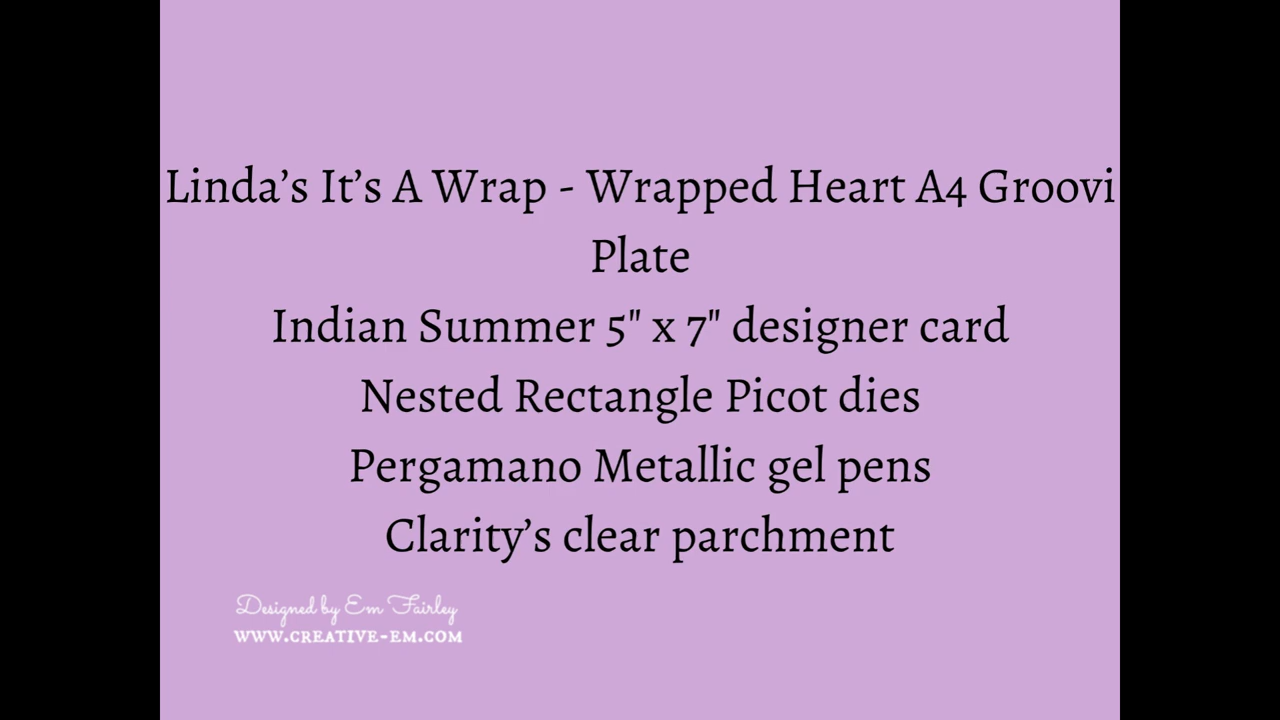 Linda’s It’s A Wrap - Wrapped Heart A4 Groovi
Plate
Indian Summer 5" x 7" designer card
Nested Rectangle Picot dies
Pergamano Metallic gel pens
Clarity’s clear parchment
Designed by Em Fairley
WWW.CREATIVE-EM.COM